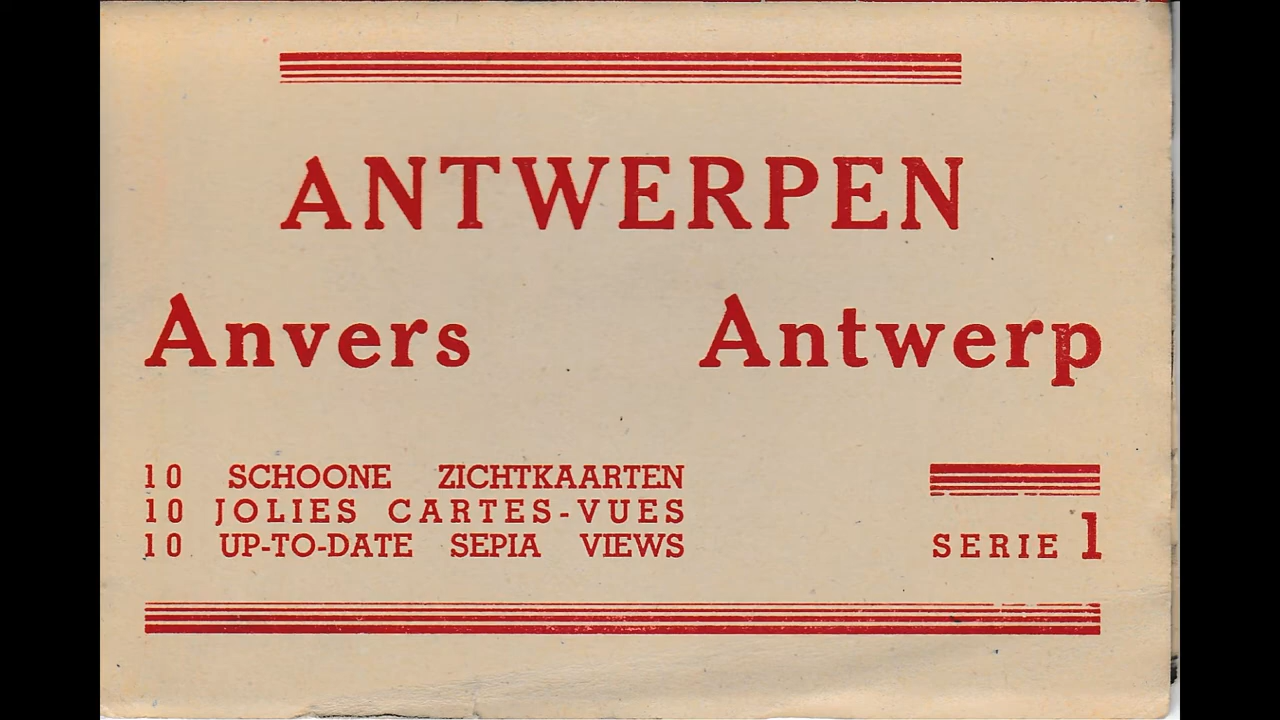 ANTWERPEN
Anvers Antwerp
10 SCHOONE ZICHTKAARTEN
10 JOLIES CARTES-VUES
10 UP-TO-DATE SEPIA VIEWS
SERIE 1